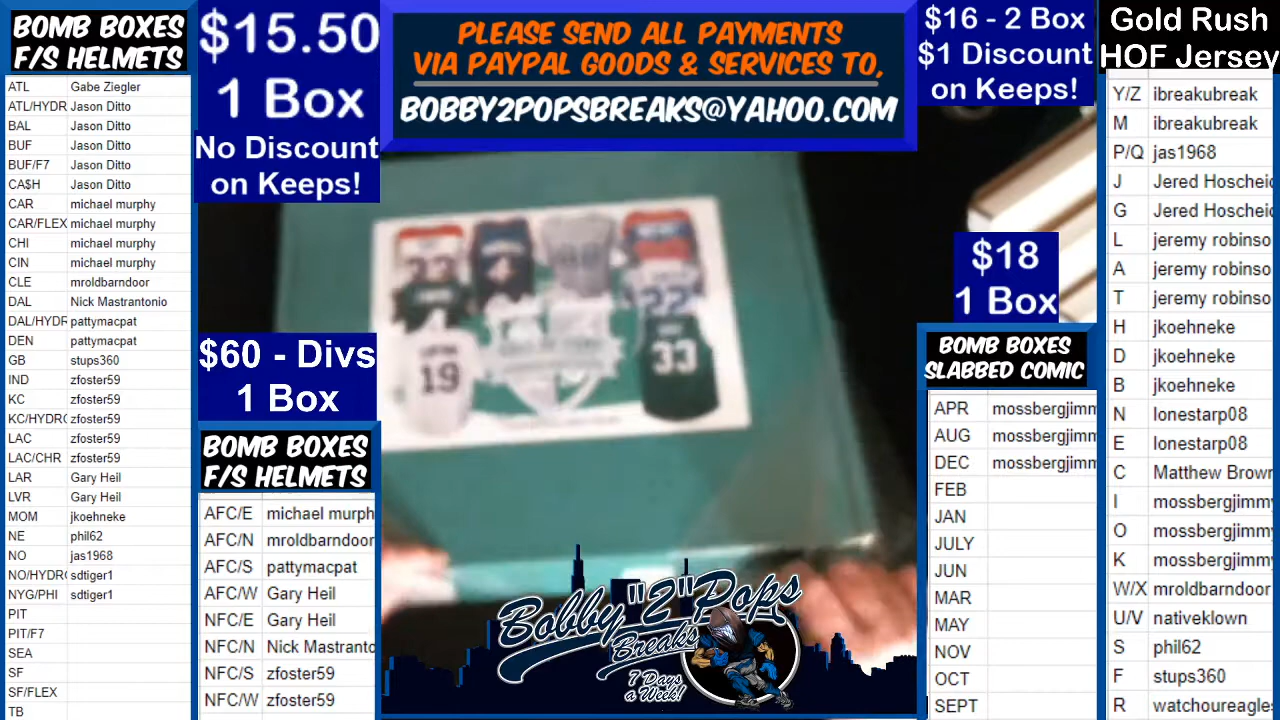 BOMB BOXES
F/S HELMETS
ATL Gabe Ziegler
ATL/HYDR Jason Ditto
BAL Jason Ditto
BUF Jason Ditto
BUF/F7 Jason Ditto
CA$H Jason Ditto
CAR michael murphy
CAR/FLEX michael murphy
CHI michael murphy
CIN michael murphy
CLE mroldbarndoor
DAL Nick Mastrantonio
DAL/HYDR pattymacpat
DEN pattymacpat
GB stups360
IND zfoster59
KC zfoster59
KC/HYDR zfoster59
LAC zfoster59
LAC/CHR zfoster59
LAR Gary Heil
LVR Gary Heil
MOM jkoehneke
NE phil62
NO jas1968
NO/HYDR sdtiger1
NYG/PHI sdtiger1
PIT
PIT/F7
SEA
SF
SF/FLEX
TB
$15.50
1 Box
No Discount
on Keeps!
$60 - Divs
1 Box
BOMB BOXES
F/S HELMETS
AFC/E michael murph
AFC/N mroldbarndoor
AFC/S pattymacpat
AFC/W Gary Heil
NFC/E Gary Heil
NFC/N Nick Mastranto
NFC/S zfoster59
NFC/W zfoster59
PLEASE SEND ALL PAYMENTS
VIA PAYPAL GOODS & SERVICES TO,
BOBBY2POPSBREAKS@YAHOO.COM
22
33
19
Bobby "2" Pops
Breaks
7 Days
a Week!
$16 - 2 Box
$1 Discount
on Keeps!
$18
1 Box
BOMB BOXES
SLABBED COMIC
APR mossbergjimm
AUG mossbergjimm
DEC mossbergjimm
FEB
JAN
JULY
JUN
MAR
MAY
NOV
OCT
SEPT
Gold Rush
HOF Jersey
Y/Z ibreakubreak
M ibreakubreak
P/Q jas1968
J Jered Hoscheid
G Jered Hoscheid
L jeremy robinso
A jeremy robinso
T jeremy robinso
H jkoehneke
D jkoehneke
B jkoehneke
N lonestarp08
E lonestarp08
C Matthew Brown
I mossbergjimmy
O mossbergjimmy
K mossbergjimmy
W/X mroldbarndoor
U/V nativeklown
S phil62
F stups360
R watchoureagles